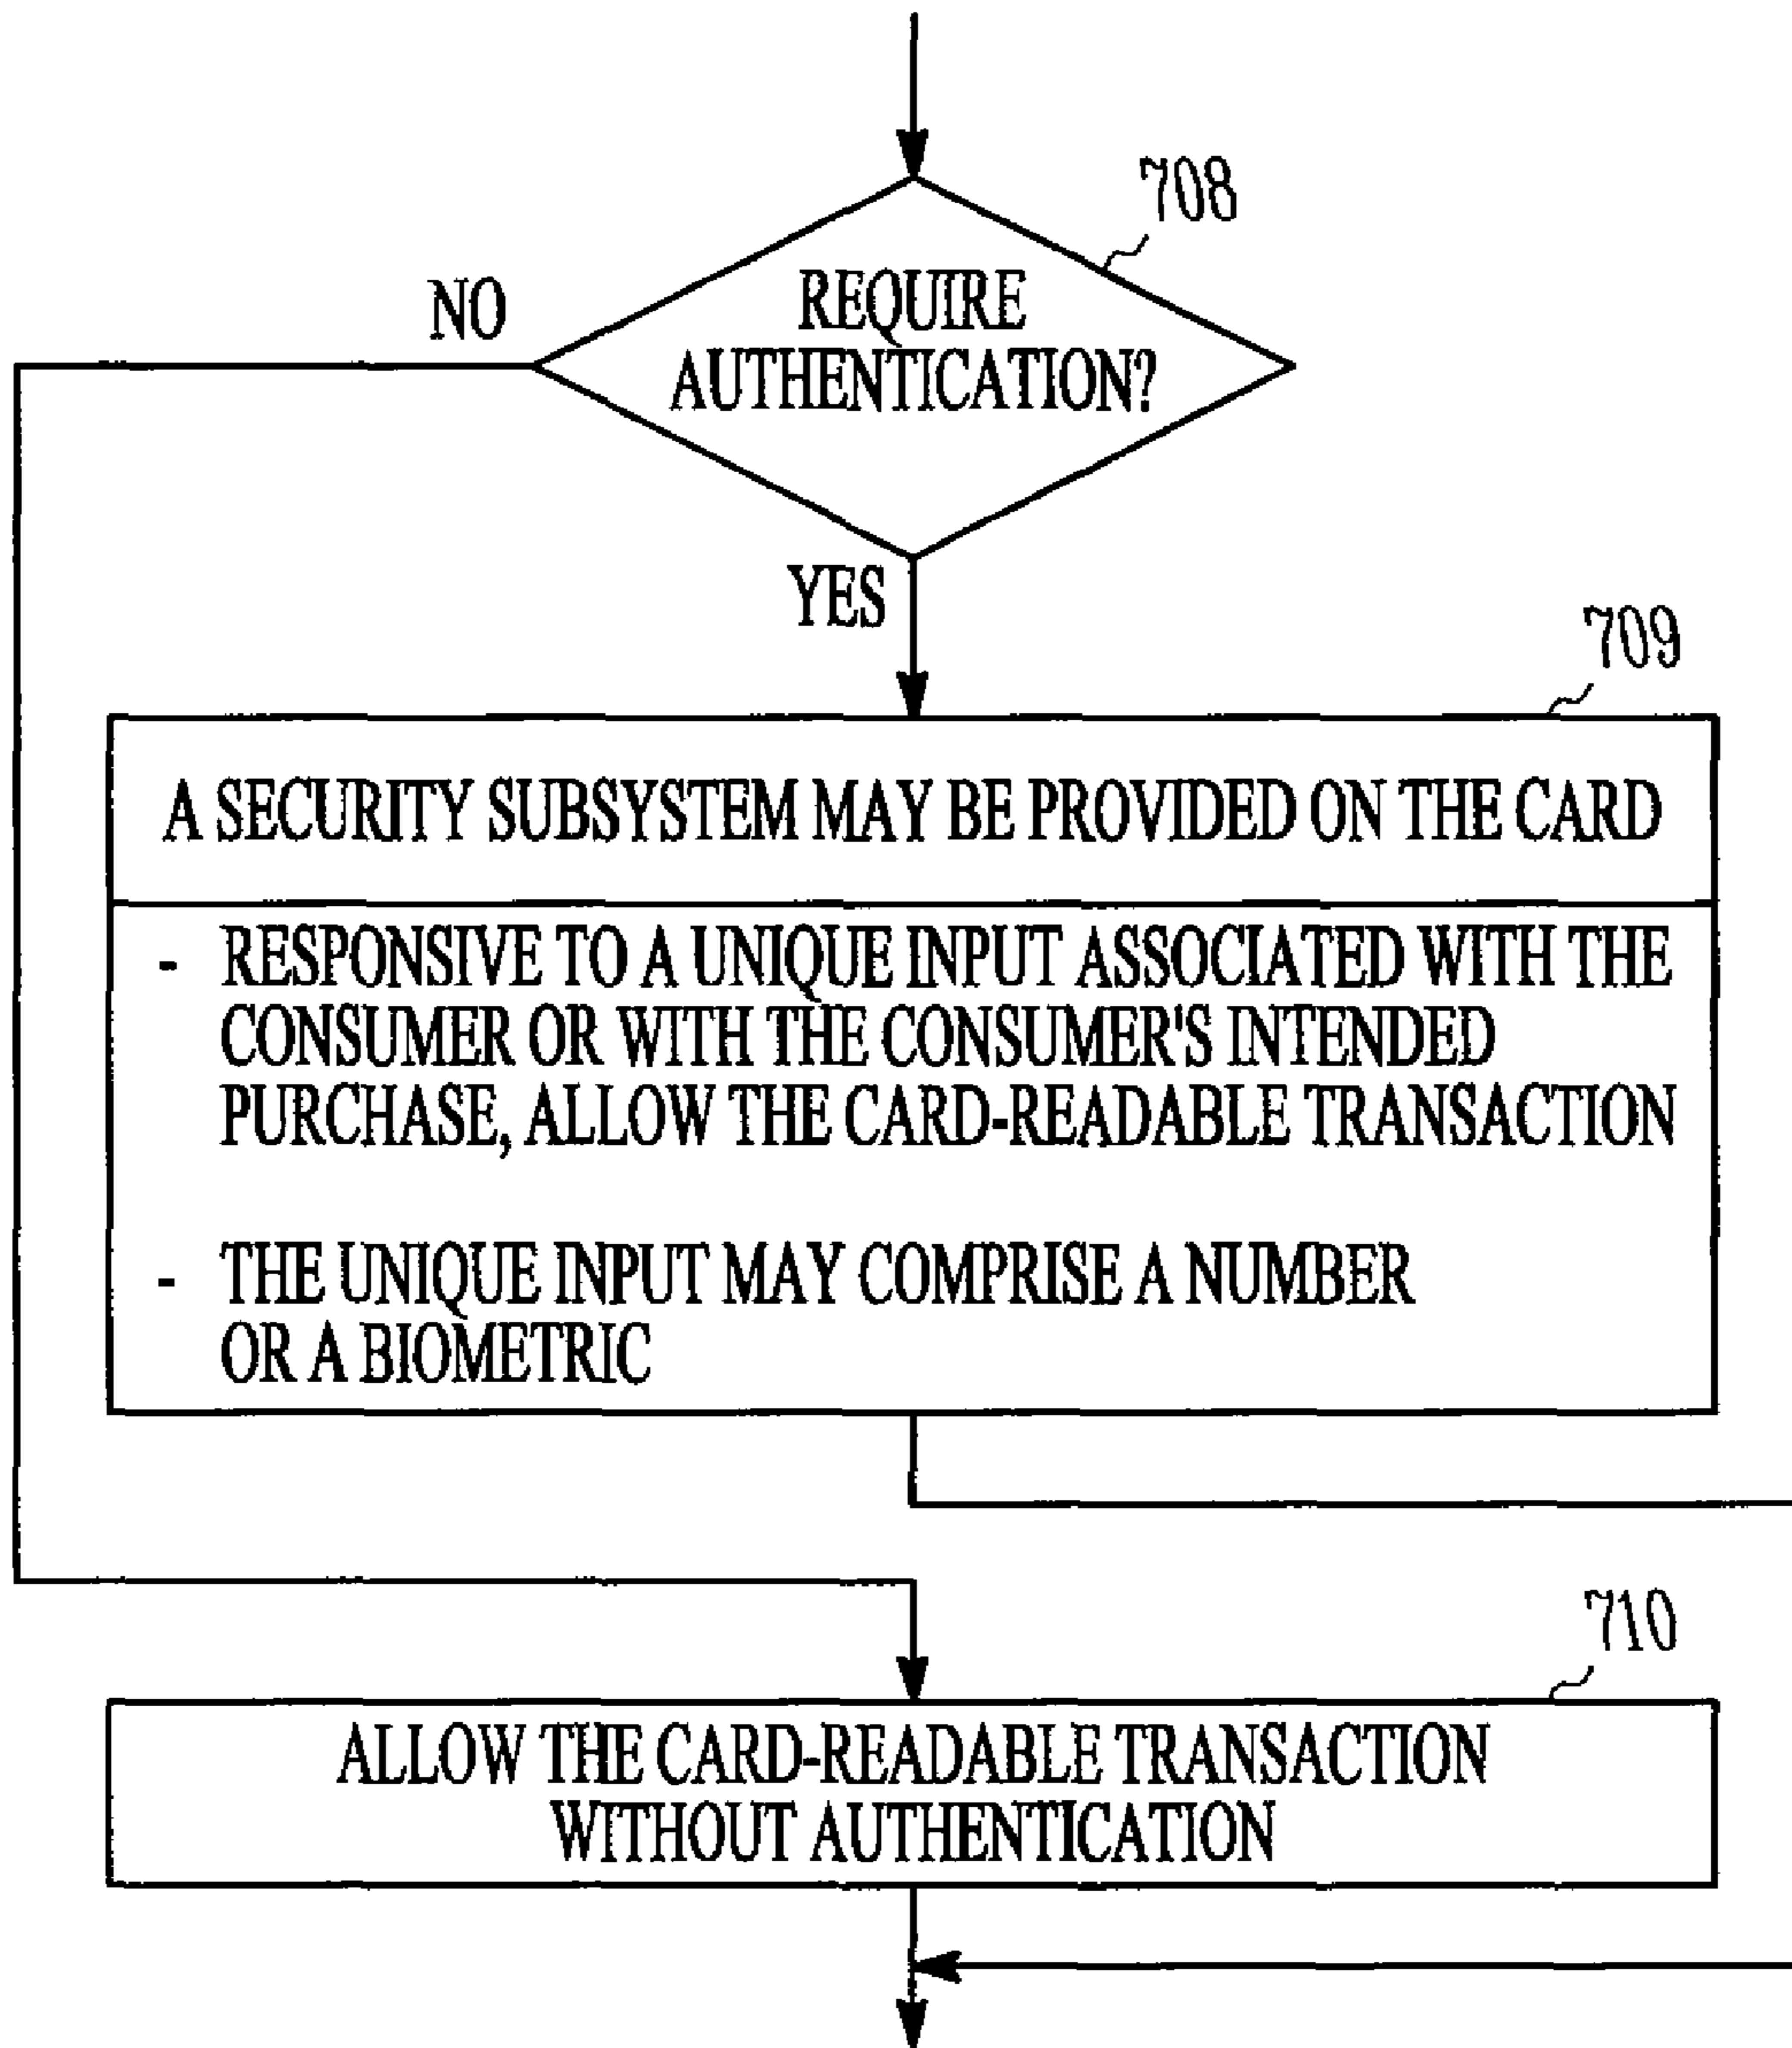 708
REQUIRE
AUTHENTICATION?
NO
YES
709
A SECURITY SUBSYSTEM MAY BE PROVIDED ON THE CARD
- RESPONSIVE TO A UNIQUE INPUT ASSOCIATED WITH THE
CONSUMER OR WITH THE CONSUMER'S INTENDED
PURCHASE, ALLOW THE CARD-READABLE TRANSACTION
- THE UNIQUE INPUT MAY COMPRISE A NUMBER
OR A BIOMETRIC
710
ALLOW THE CARD-READABLE TRANSACTION
WITHOUT AUTHENTICATION